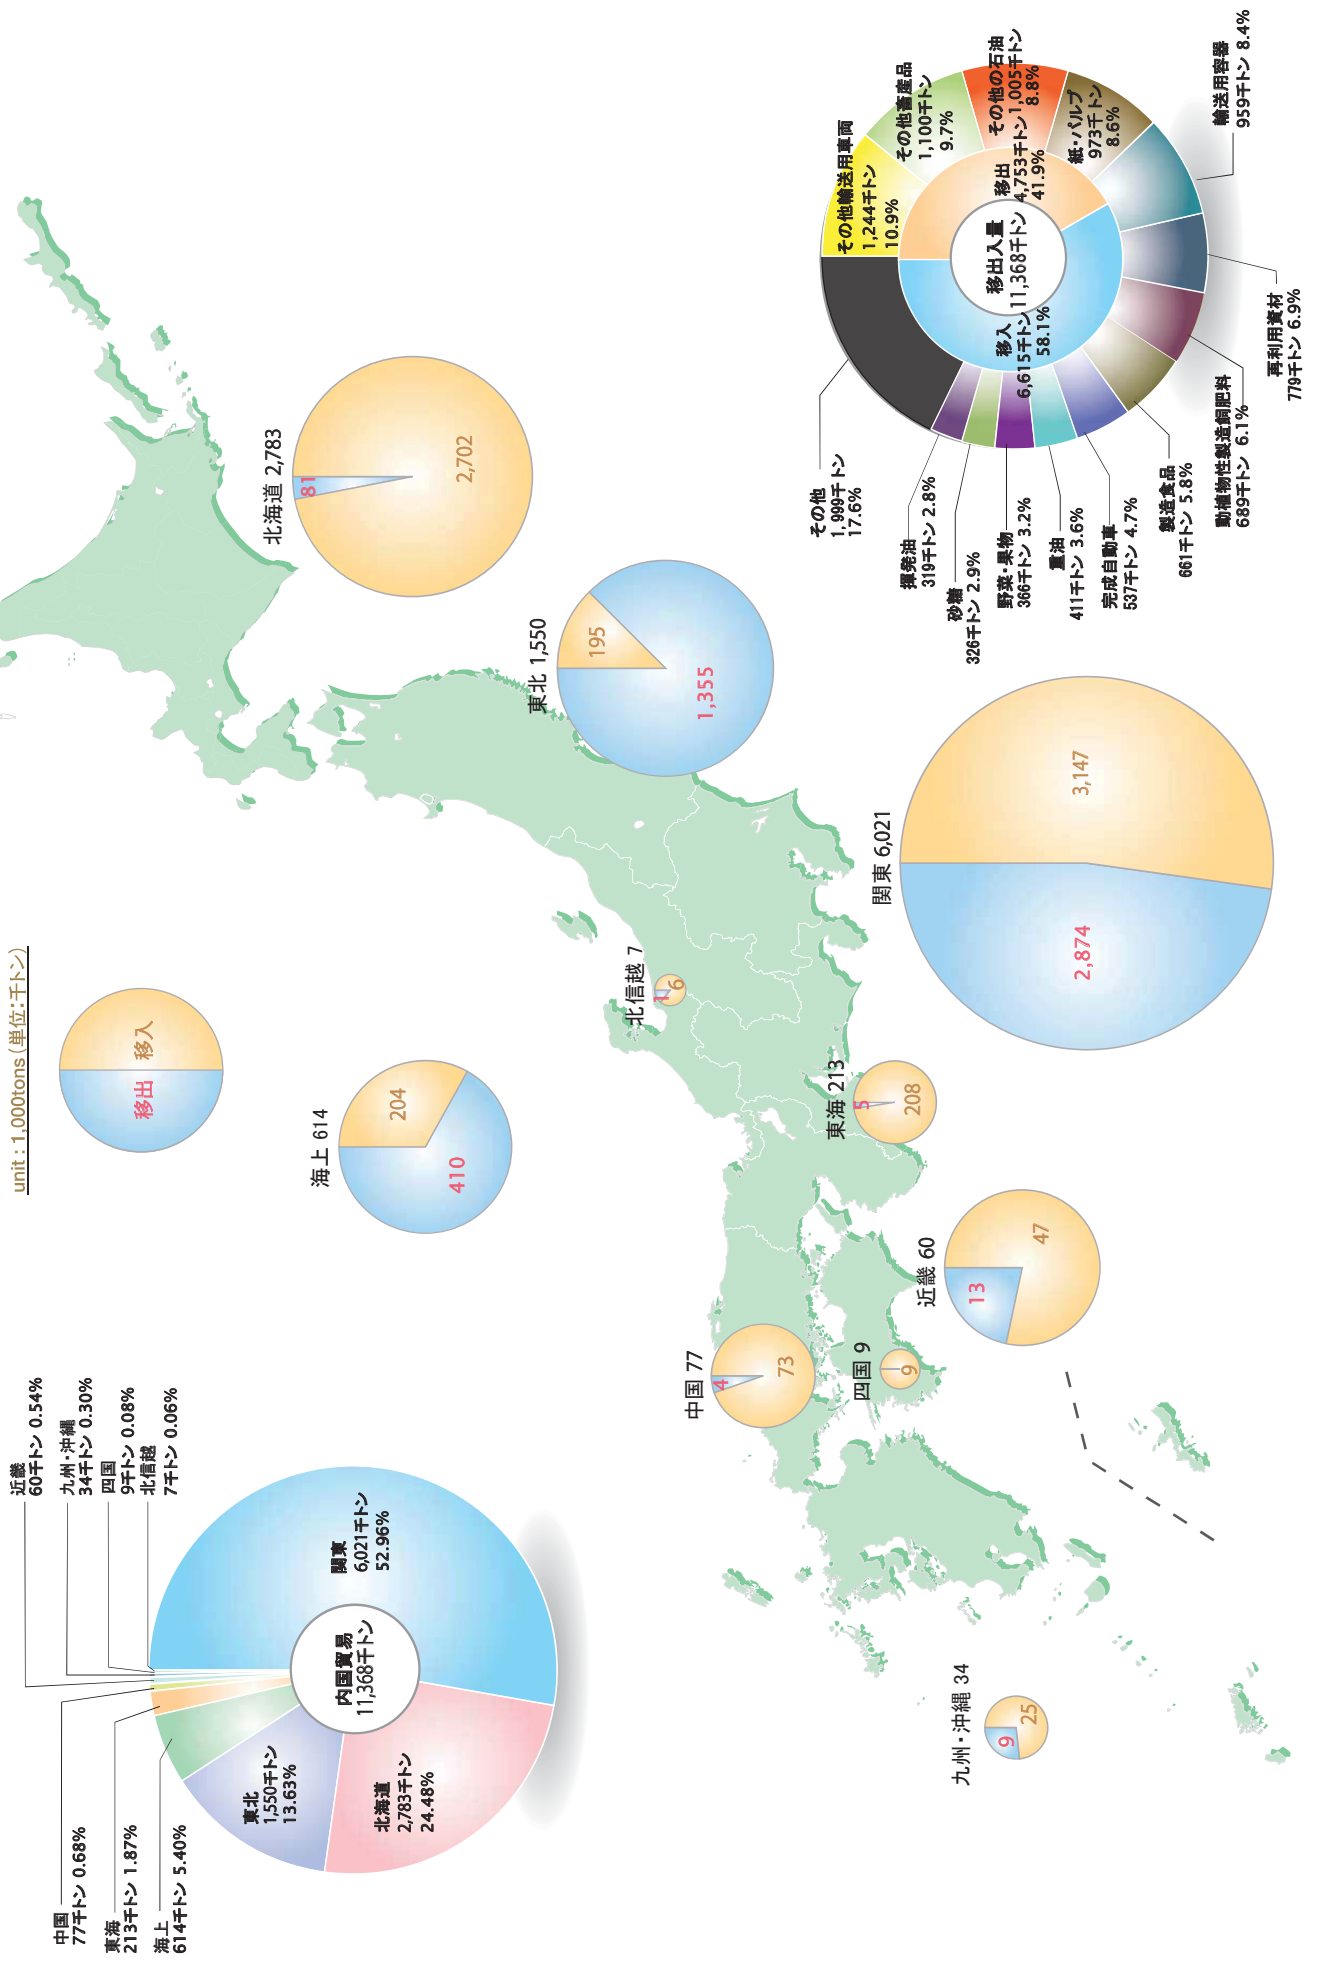 unit : 1,000tons（単位：千トン）
移出
移入
近畿
60千トン 0.54%
九州・沖縄
34千トン 0.30%
四国
9千トン 0.08%
北信越
7千トン 0.06%
関東
6,021千トン
52.96%
内国貿易
11,368千トン
北海道
2,783千トン
24.48%
東北
1,550千トン
13.63%
中国
77千トン 0.68%
東海
213千トン 1.87%
海上
614千トン 5.40%
海上 614
204
410
北海道 2,783
81
2,702
東北 1,550
195
1,355
北信越 7
1
6
関東 6,021
2,874
3,147
東海 213
5
208
近畿 60
13
47
中国 77
4
73
四国 9
9
九州・沖縄 34
9
25
移出入量
11,368千トン
移出
4,753千トン
41.9%
移入
6,615千トン
58.1%
その他輸送用車両
1,244千トン
10.9%
その他畜産品
1,100千トン
9.7%
その他の石油
1,005千トン
8.8%
紙・パルプ
973千トン
8.6%
輸送用容器
959千トン 8.4%
再利用資材
779千トン 6.9%
動植物性製造飼肥料
689千トン 6.1%
製造食品
661千トン 5.8%
完成自動車
537千トン 4.7%
重油
411千トン 3.6%
野菜・果物
366千トン 3.2%
砂糖
326千トン 2.9%
揮発油
319千トン 2.8%
その他
1,999千トン
17.6%